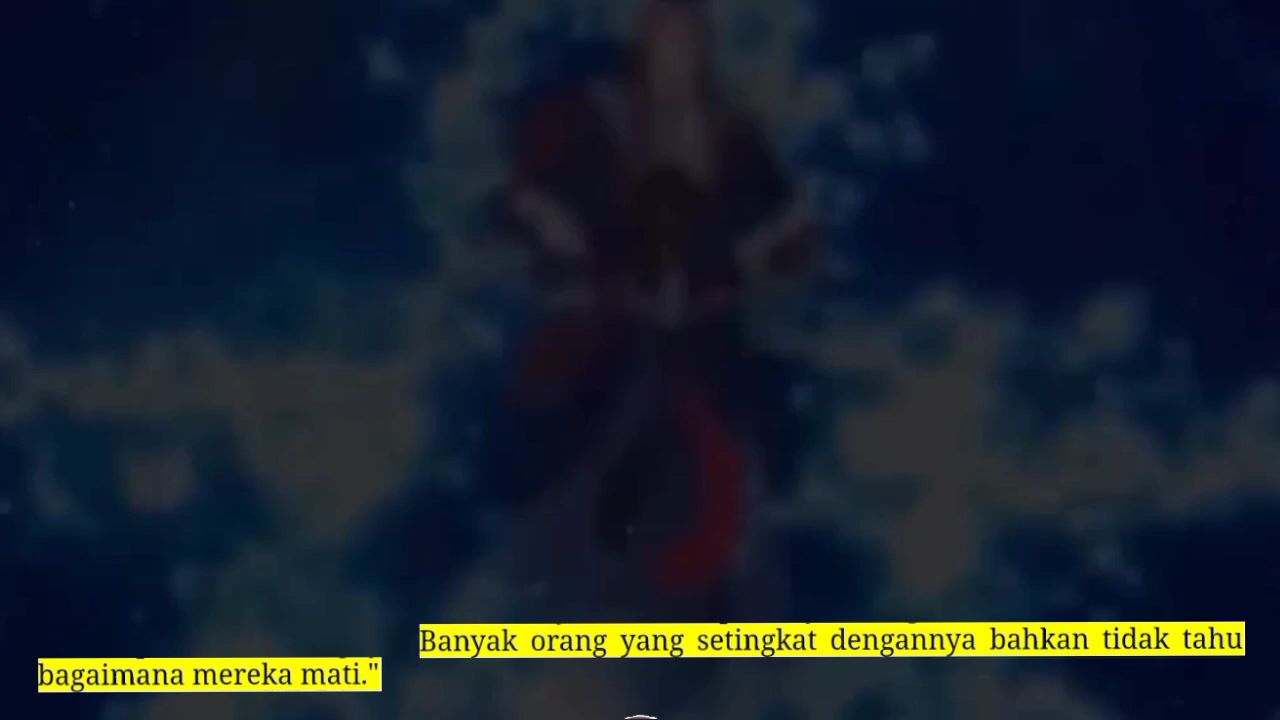 Banyak orang yang setingkat dengannya bahkan tidak tahu
bagaimana mereka mati."